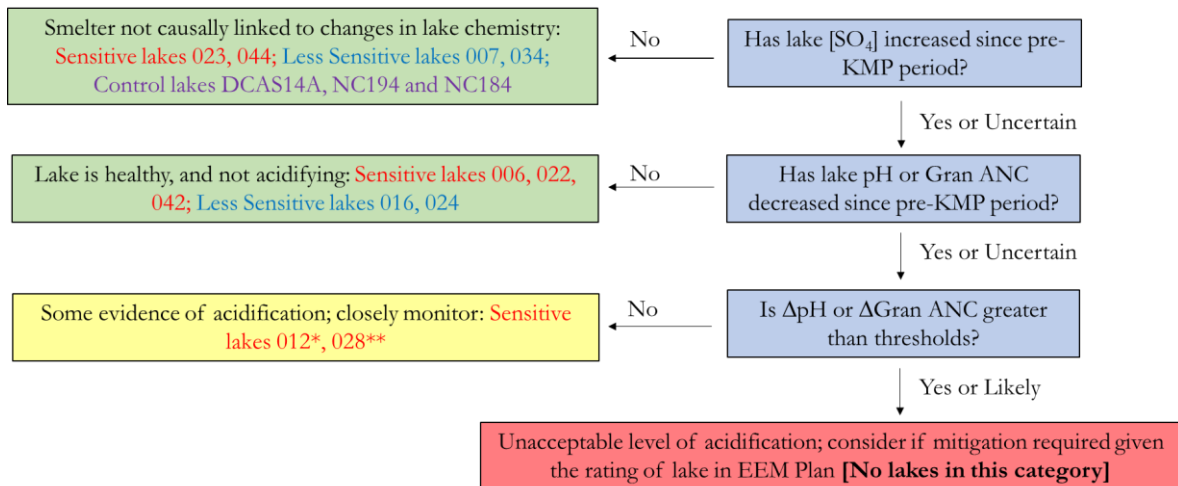 Smelter not causally linked to changes in lake chemistry:
Sensitive lakes 023, 044; Less Sensitive lakes 007, 034;
Control lakes DCAS14A, NC194 and NC184
No
Has lake [SO₄] increased since pre-
KMP period?
Yes or Uncertain
Lake is healthy, and not acidifying: Sensitive lakes 006, 022,
042; Less Sensitive lakes 016, 024
No
Has lake pH or Gran ANC
decreased since pre-KMP period?
Yes or Uncertain
Some evidence of acidification; closely monitor: Sensitive
lakes 012*, 028**
No
Is ΔpH or ΔGran ANC greater
than thresholds?
Yes or Likely
Unacceptable level of acidification; consider if mitigation required given
the rating of lake in EEM Plan [No lakes in this category]